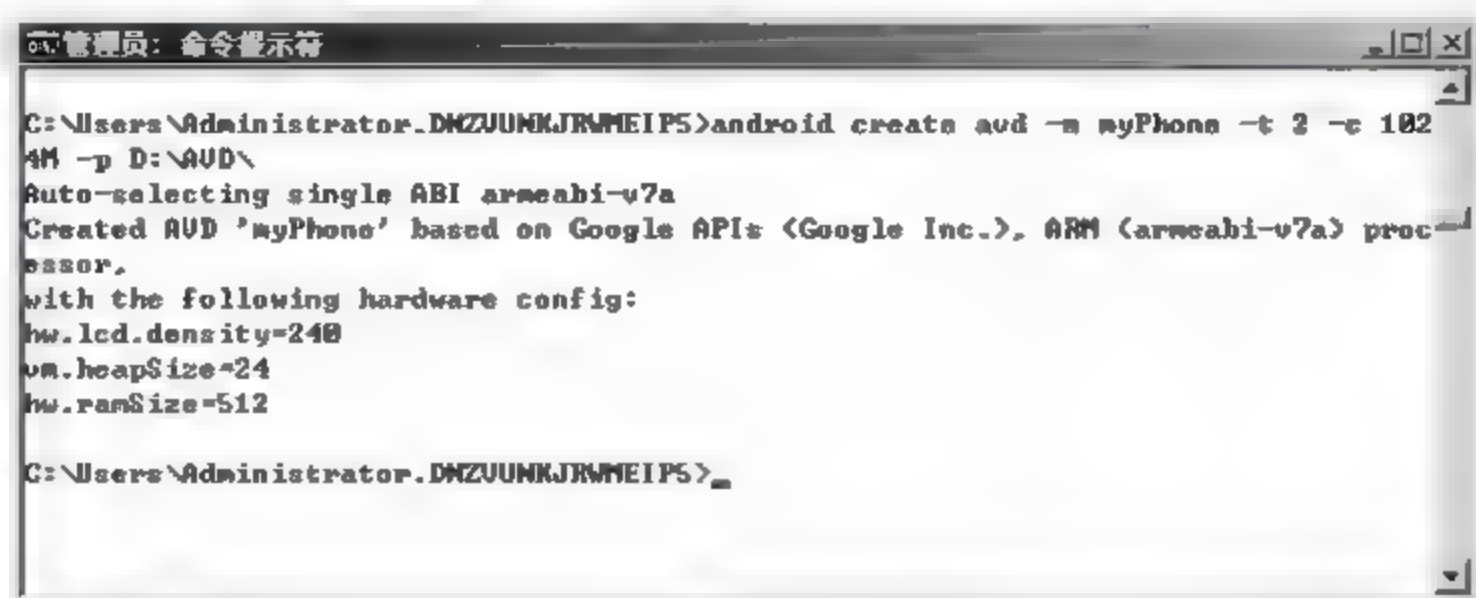 管理员: 命令提示符
C:\Users\Administrator.DMZVUUMKJRWMEIPS>android create avd -n myPhone -t 2 -c 102
4M -p D:\AVD\
Auto-selecting single ABI armeabi-v7a
Created AVD 'myPhone' based on Google APIs (Google Inc.), ARM (armeabi-v7a) proc
essor,
with the following hardware config:
hw.lcd.density=240
vm.heapSize=24
hw.ramSize=512
C:\Users\Administrator.DMZVUUMKJRWMEIPS>_